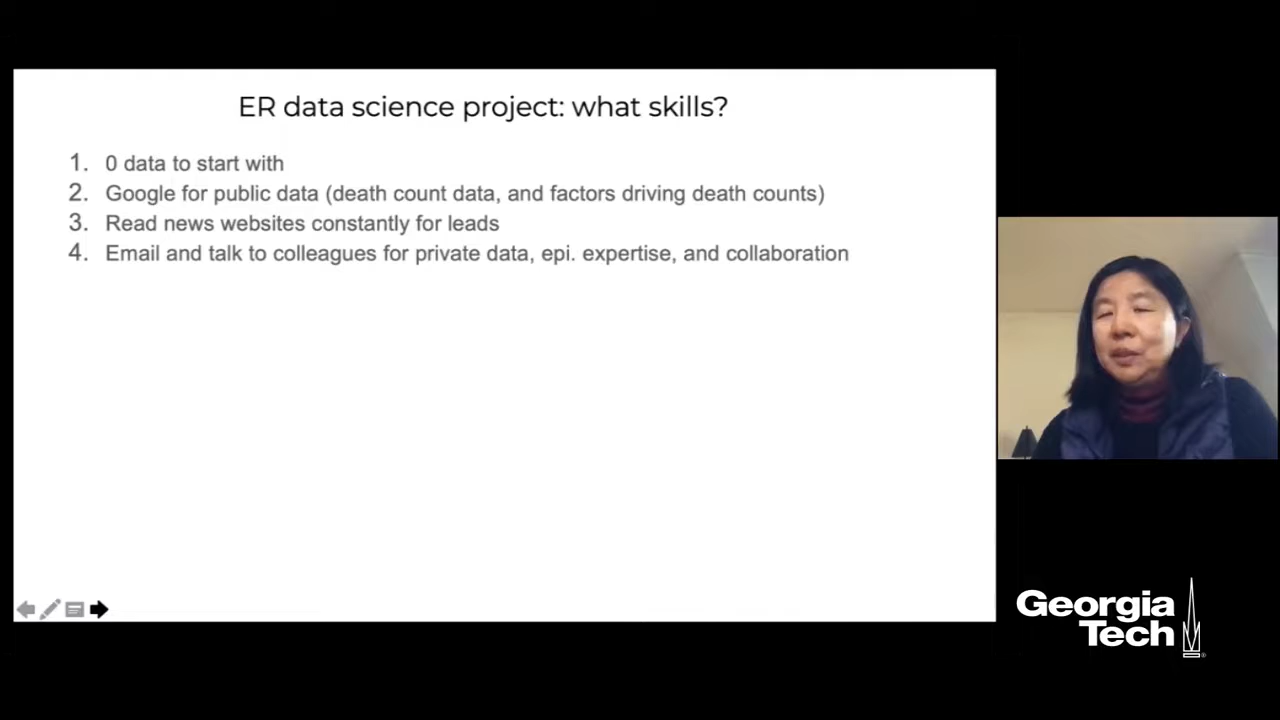 ER data science project: what skills?
1. 0 data to start with
2. Google for public data (death count data, and factors driving death counts)
3. Read news websites constantly for leads
4. Email and talk to colleagues for private data, epi. expertise, and collaboration
Georgia
Tech